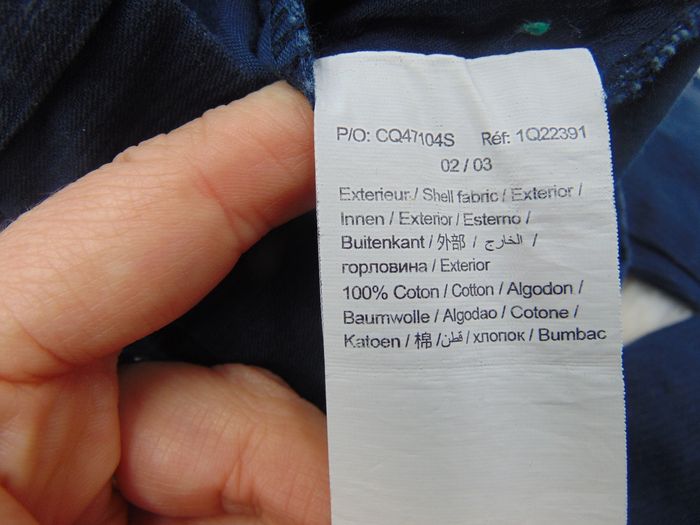 P/O: CQ47104S Réf: 1Q22391
02 / 03
Exterieur / Shell fabric / Exterior /
Innen / Exterior / Esterno /
Buitenkant / 外部 / الخارج /
горловина / Exterior
100% Coton / Cotton / Algodon /
Baumwolle / Algodao / Cotone /
Katoen / 棉 /قطن/ хлопок / Bumbac